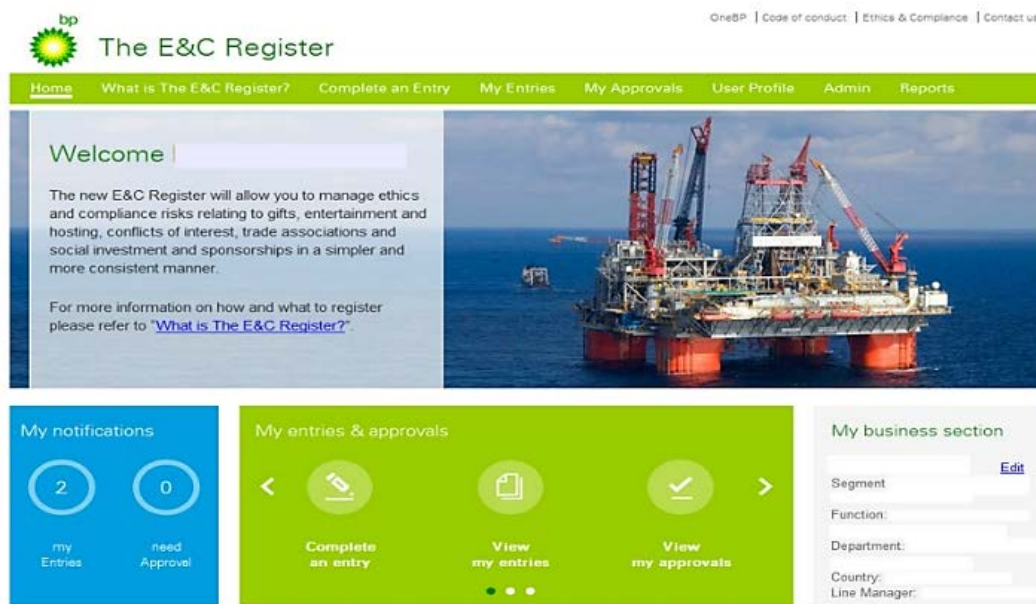 bp
The E&C Register
OneBP | Code of conduct | Ethics & Compliance | Contact us
Home What is The E&C Register? Complete an Entry My Entries My Approvals User Profile Admin Reports
Welcome
The new E&C Register will allow you to manage ethics
and compliance risks relating to gifts, entertainment and
hosting, conflicts of interest, trade associations and
social investment and sponsorships in a simpler and
more consistent manner.
For more information on how and what to register
please refer to "What is The E&C Register?".
My notifications
2 0
my need
Entries Approval
My entries & approvals
Complete
an entry
View
my entries
View
my approvals
My business section
Edit
Segment
Function:
Department:
Country:
Line Manager: